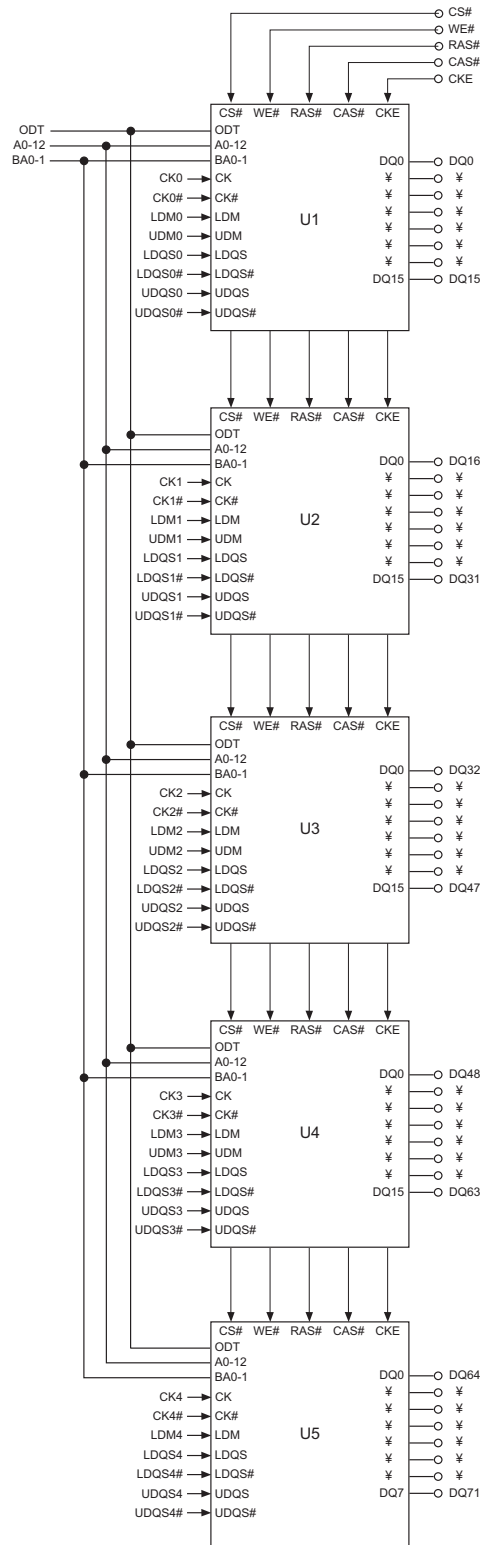 CS#
WE#
RAS#
CAS#
CKE
CS# WE# RAS# CAS# CKE
ODT ODT
A0-12 A0-12
BA0-1 BA0-1 DQ0 DQ0
CK0 CK ¥ ¥
CK0# CK# ¥ ¥
LDM0 LDM ¥ ¥
UDM0 UDM U1 ¥ ¥
LDQS0 LDQS ¥ ¥
LDQS0# LDQS# ¥ ¥
UDQS0 UDQS DQ15 DQ15
UDQS0# UDQS#
CS# WE# RAS# CAS# CKE
ODT
A0-12
BA0-1 DQ0 DQ16
CK1 CK ¥ ¥
CK1# CK# ¥ ¥
LDM1 LDM ¥ ¥
UDM1 UDM U2 ¥ ¥
LDQS1 LDQS ¥ ¥
LDQS1# LDQS# ¥ ¥
UDQS1 UDQS DQ15 DQ31
UDQS1# UDQS#
CS# WE# RAS# CAS# CKE
ODT
A0-12
BA0-1 DQ0 DQ32
CK2 CK ¥ ¥
CK2# CK# ¥ ¥
LDM2 LDM ¥ ¥
UDM2 UDM U3 ¥ ¥
LDQS2 LDQS ¥ ¥
LDQS2# LDQS# ¥ ¥
UDQS2 UDQS DQ15 DQ47
UDQS2# UDQS#
CS# WE# RAS# CAS# CKE
ODT
A0-12
BA0-1 DQ0 DQ48
CK3 CK ¥ ¥
CK3# CK# ¥ ¥
LDM3 LDM ¥ ¥
UDM3 UDM U4 ¥ ¥
LDQS3 LDQS ¥ ¥
LDQS3# LDQS# ¥ ¥
UDQS3 UDQS DQ15 DQ63
UDQS3# UDQS#
CS# WE# RAS# CAS# CKE
ODT
A0-12
BA0-1 DQ0 DQ64
CK4 CK ¥ ¥
CK4# CK# ¥ ¥
LDM4 LDM ¥ ¥
LDQS4 LDQS U5 ¥ ¥
LDQS4# LDQS# ¥ ¥
UDQS4 UDQS ¥ ¥
UDQS4# UDQS# DQ7 DQ71